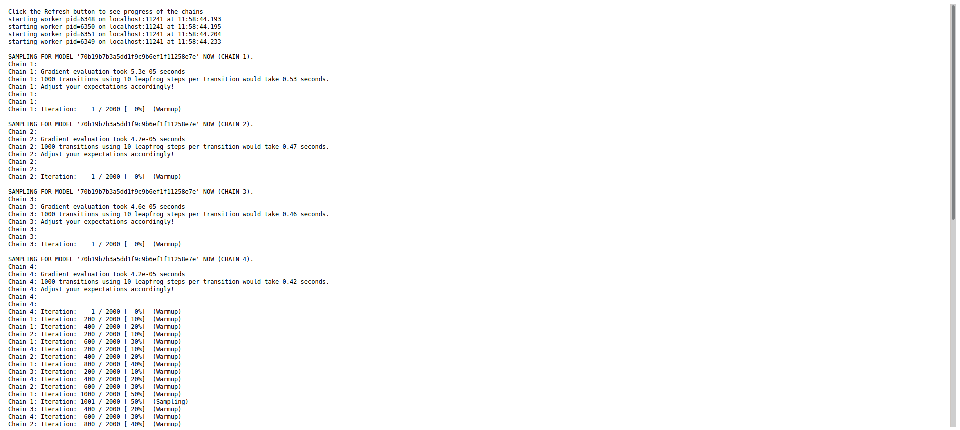 Click the Refresh button to see progress of the chains
starting worker pid=6348 on localhost:11241 at 11:58:44.193
starting worker pid=6350 on localhost:11241 at 11:58:44.195
starting worker pid=6351 on localhost:11241 at 11:58:44.204
starting worker pid=6349 on localhost:11241 at 11:58:44.233
SAMPLING FOR MODEL '70b19b7b3a5dd1f9c9b6ef1f11258e7e' NOW (CHAIN 1).
Chain 1:
Chain 1: Gradient evaluation took 5.3e-05 seconds
Chain 1: 1000 transitions using 10 leapfrog steps per transition would take 0.53 seconds.
Chain 1: Adjust your expectations accordingly!
Chain 1:
Chain 1:
Chain 1: Iteration:    1 / 2000 [  0%]  (Warmup)
SAMPLING FOR MODEL '70b19b7b3a5dd1f9c9b6ef1f11258e7e' NOW (CHAIN 2).
Chain 2:
Chain 2: Gradient evaluation took 4.7e-05 seconds
Chain 2: 1000 transitions using 10 leapfrog steps per transition would take 0.47 seconds.
Chain 2: Adjust your expectations accordingly!
Chain 2:
Chain 2:
Chain 2: Iteration:    1 / 2000 [  0%]  (Warmup)
SAMPLING FOR MODEL '70b19b7b3a5dd1f9c9b6ef1f11258e7e' NOW (CHAIN 3).
Chain 3:
Chain 3: Gradient evaluation took 4.6e-05 seconds
Chain 3: 1000 transitions using 10 leapfrog steps per transition would take 0.46 seconds.
Chain 3: Adjust your expectations accordingly!
Chain 3:
Chain 3:
Chain 3: Iteration:    1 / 2000 [  0%]  (Warmup)
SAMPLING FOR MODEL '70b19b7b3a5dd1f9c9b6ef1f11258e7e' NOW (CHAIN 4).
Chain 4:
Chain 4: Gradient evaluation took 4.2e-05 seconds
Chain 4: 1000 transitions using 10 leapfrog steps per transition would take 0.42 seconds.
Chain 4: Adjust your expectations accordingly!
Chain 4:
Chain 4:
Chain 4: Iteration:    1 / 2000 [  0%]  (Warmup)
Chain 1: Iteration:  200 / 2000 [ 10%]  (Warmup)
Chain 1: Iteration:  400 / 2000 [ 20%]  (Warmup)
Chain 2: Iteration:  200 / 2000 [ 10%]  (Warmup)
Chain 1: Iteration:  600 / 2000 [ 30%]  (Warmup)
Chain 4: Iteration:  200 / 2000 [ 10%]  (Warmup)
Chain 2: Iteration:  400 / 2000 [ 20%]  (Warmup)
Chain 1: Iteration:  800 / 2000 [ 40%]  (Warmup)
Chain 3: Iteration:  200 / 2000 [ 10%]  (Warmup)
Chain 4: Iteration:  400 / 2000 [ 20%]  (Warmup)
Chain 2: Iteration:  600 / 2000 [ 30%]  (Warmup)
Chain 1: Iteration: 1000 / 2000 [ 50%]  (Warmup)
Chain 1: Iteration: 1001 / 2000 [ 50%]  (Sampling)
Chain 3: Iteration:  400 / 2000 [ 20%]  (Warmup)
Chain 4: Iteration:  600 / 2000 [ 30%]  (Warmup)
Chain 2: Iteration:  800 / 2000 [ 40%]  (Warmup)